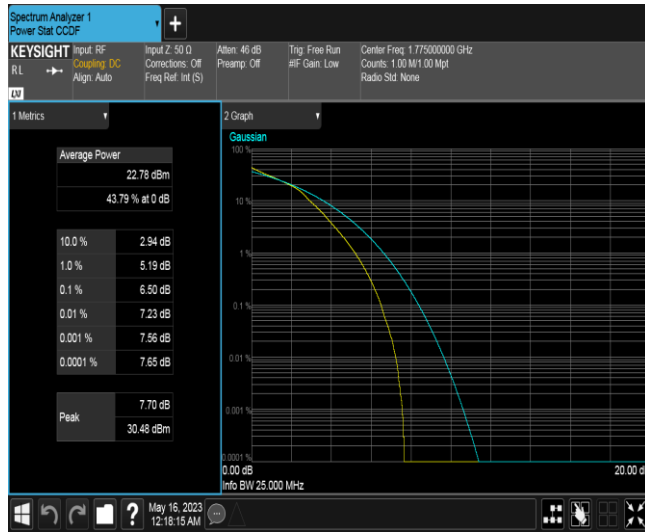 Spectrum Analyzer 1
Power Stat CCDF
+
KEYSIGHT
RL
Input: RF
Coupling: DC
Align: Auto
Input Z: 50 Ω
Corrections: Off
Freq Ref: Int (S)
Atten: 46 dB
Preamp: Off
Trig: Free Run
#IF Gain: Low
Center Freq: 1.775000000 GHz
Counts: 1.00 M/1.00 Mpt
Radio Std: None
1 Metrics
Average Power
22.78 dBm
43.79 % at 0 dB
10.0 % 2.94 dB
1.0 % 5.19 dB
0.1 % 6.50 dB
0.01 % 7.23 dB
0.001 % 7.56 dB
0.0001 % 7.65 dB
Peak
7.70 dB
30.48 dBm
2 Graph
Gaussian
100 %
10 %
1 %
0.1 %
0.01 %
0.001 %
0.0001 %
0.00 dB
20.00 d
Info BW 25.000 MHz
?
May 16, 2023
12:18:15 AM